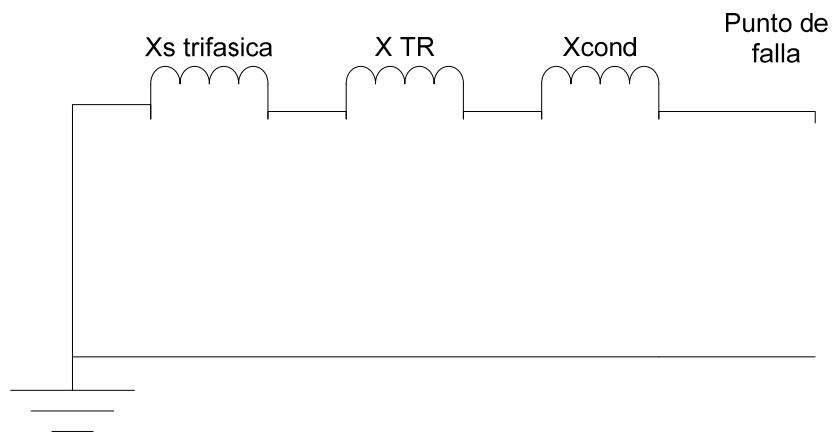 Xs trifasica
X TR
Xcond
Punto de
falla